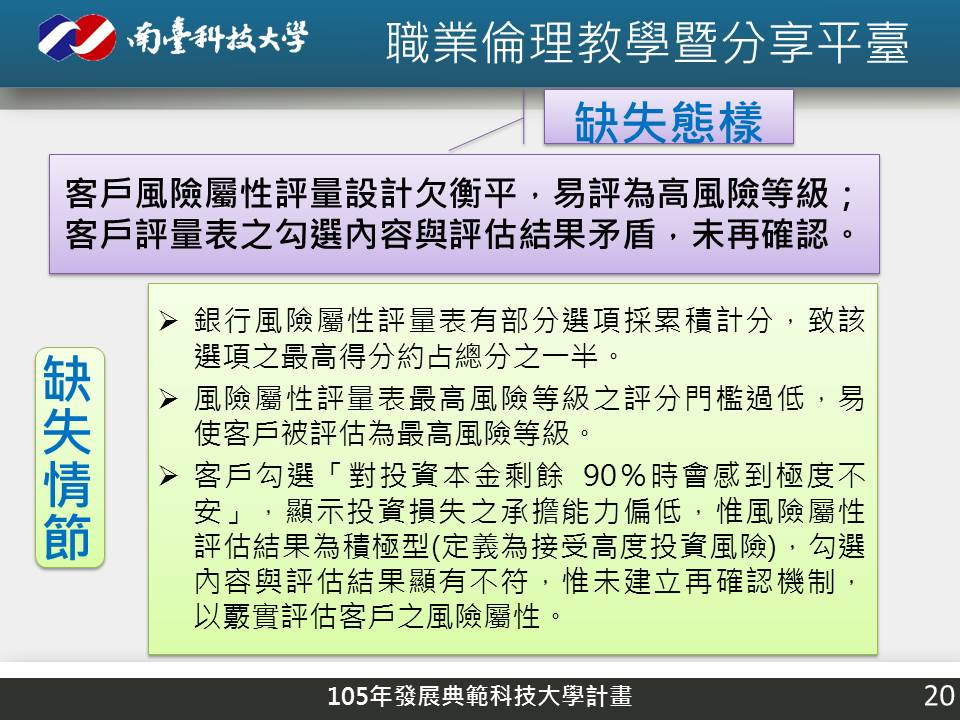 南臺科技大學
職業倫理教學暨分享平臺
缺失態樣
客戶風險屬性評量設計欠衡平，易評為高風險等級；
客戶評量表之勾選內容與評估結果矛盾，未再確認。
缺失情節
➢ 銀行風險屬性評量表有部分選項採累積計分，致該
選項之最高得分約占總分之一半。
➢ 風險屬性評量表最高風險等級之評分門檻過低，易
使客戶被評估為最高風險等級。
➢ 客戶勾選「對投資本金剩餘 90%時會感到極度不
安」，顯示投資損失之承擔能力偏低，惟風險屬性
評估結果為積極型(定義為接受高度投資風險)，勾選
內容與評估結果顯有不符，惟未建立再確認機制，
以覈實評估客戶之風險屬性。
105年發展典範科技大學計畫
20